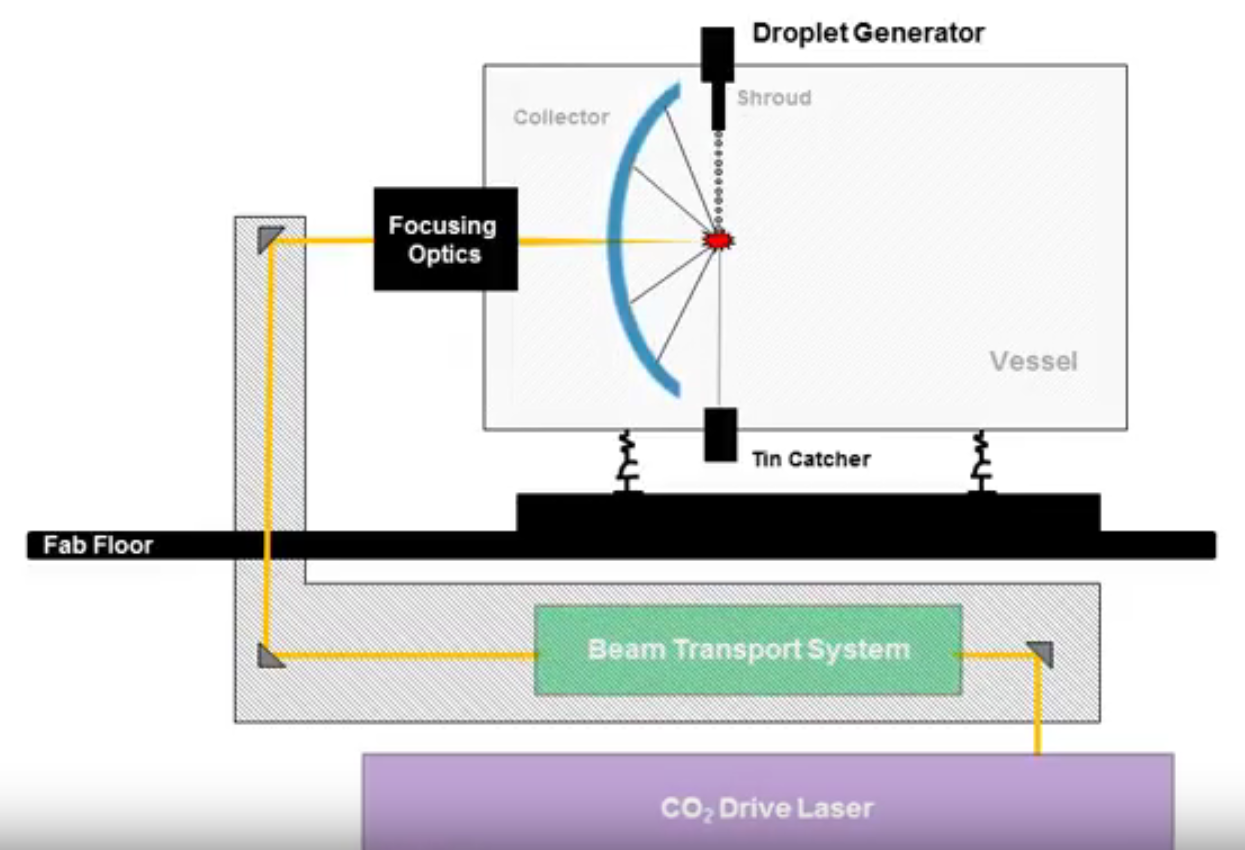 Droplet Generator
Shroud
Collector
Focusing
Optics
Vessel
Tin Catcher
Fab Floor
Beam Transport System
CO₂ Drive Laser